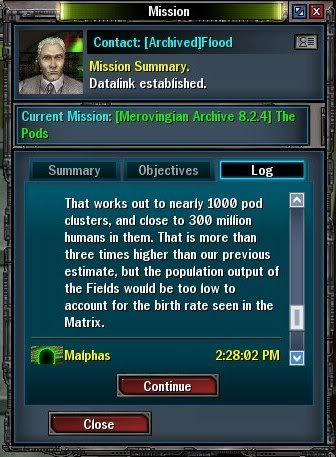 Mission
Contact: [Archived]Flood
Mission Summary.
Datalink established.
Current Mission: [Merovingian Archive 8.2.4] The
Pods
Summary Objectives Log
That works out to nearly 1000 pod
clusters, and close to 300 million
humans in them. That is more than
three times higher than our previous
estimate, but the population output of
the Fields would be too low to
account for the birth rate seen in the
Matrix.
Malphas 2:28:02 PM
Continue
Close